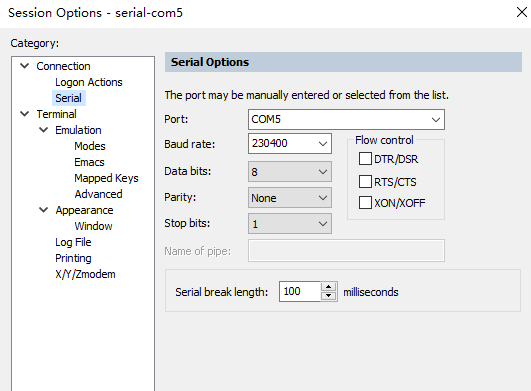 Session Options - serial-com5
Category:
Connection
Logon Actions
Serial
Terminal
Emulation
Modes
Emacs
Mapped Keys
Advanced
Appearance
Window
Log File
Printing
X/Y/Zmodem
Serial Options
The port may be manually entered or selected from the list.
Port: COM5
Baud rate: 230400
Data bits: 8
Parity: None
Stop bits: 1
Name of pipe:
Flow control
DTR/DSR
RTS/CTS
XON/XOFF
Serial break length: 100 milliseconds